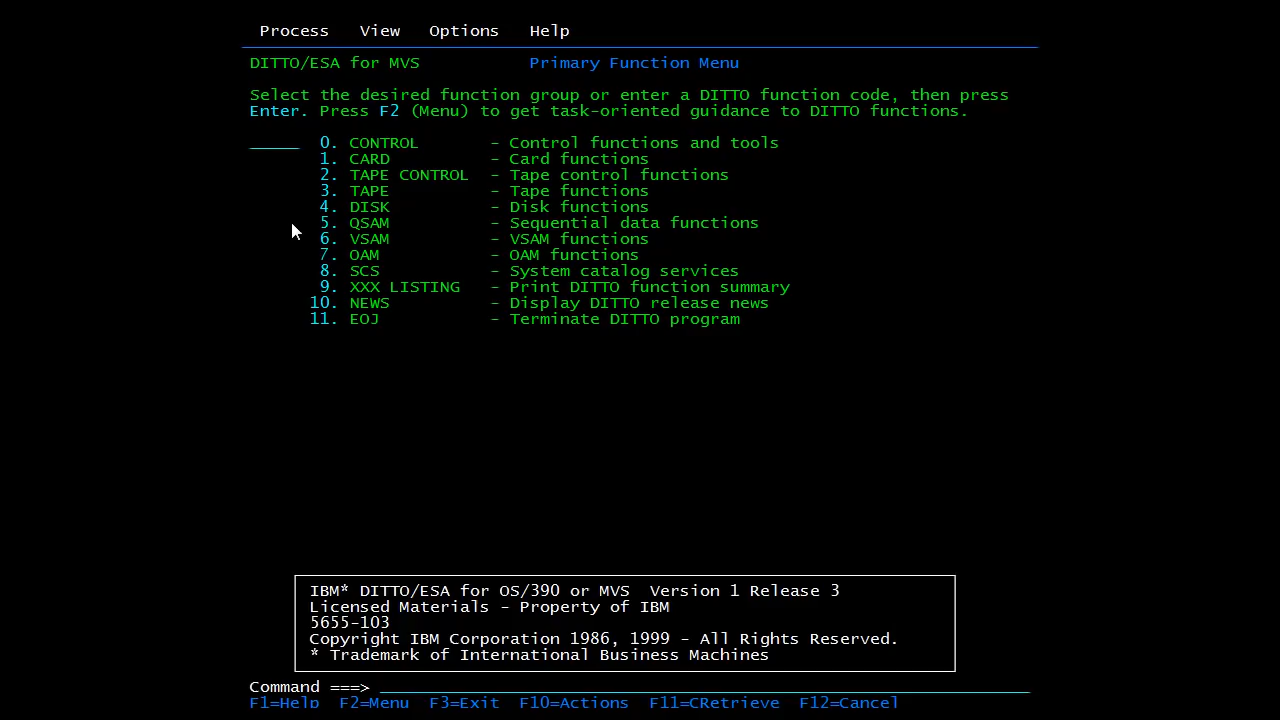 Process   View   Options   Help
DITTO/ESA for MVS           Primary Function Menu
Select the desired function group or enter a DITTO function code, then press
Enter. Press F2 (Menu) to get task-oriented guidance to DITTO functions.
_____  0. CONTROL       - Control functions and tools
1. CARD          - Card functions
2. TAPE CONTROL  - Tape control functions
3. TAPE          - Tape functions
4. DISK          - Disk functions
5. QSAM          - Sequential data functions
6. VSAM          - VSAM functions
7. OAM           - OAM functions
8. SCS           - System catalog services
9. XXX LISTING   - Print DITTO function summary
10. NEWS          - Display DITTO release news
11. EOJ           - Terminate DITTO program
IBM* DITTO/ESA for OS/390 or MVS  Version 1 Release 3
Licensed Materials - Property of IBM
5655-103
Copyright IBM Corporation 1986, 1999 - All Rights Reserved.
* Trademark of International Business Machines
Command ===> _________________________________________________________________
F1=Help  F2=Menu  F3=Exit  F10=Actions  F11=CRetrieve  F12=Cancel